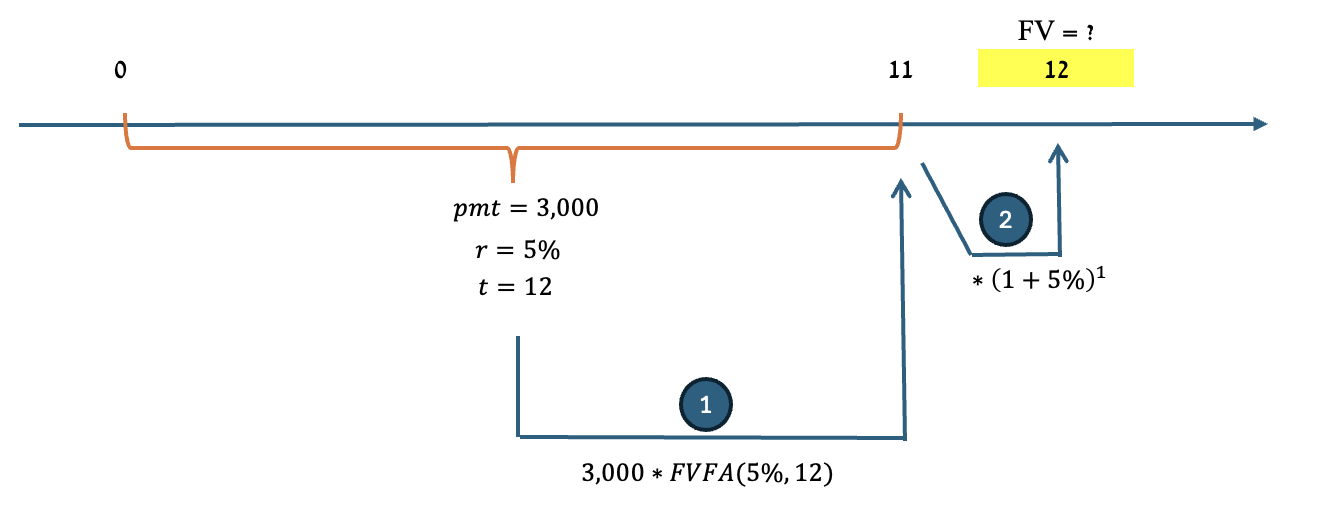 FV = ?
0
11
12
pmt = 3,000
r = 5%
t = 12
2
* (1 + 5%)¹
1
3,000 * FVFA(5%, 12)